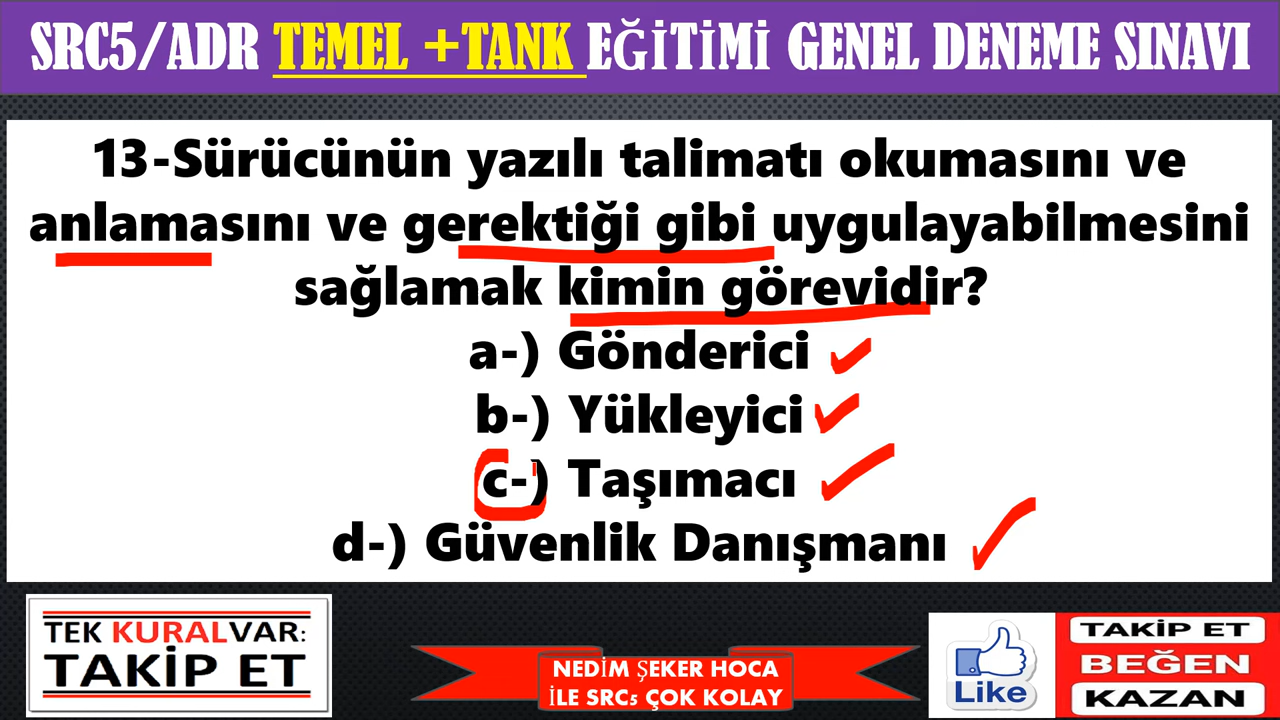 SRC5/ADR TEMEL +TANK EĞİTİMİ GENEL DENEME SINAVI
13-Sürücünün yazılı talimatı okumasını ve
anlamasını ve gerektiği gibi uygulayabilmesini
sağlamak kimin görevidir?
a-) Gönderici
b-) Yükleyici
c-) Taşımacı
d-) Güvenlik Danışmanı
TEK KURAL VAR:
TAKİP ET
NEDİM ŞEKER HOCA
İLE SRC5 ÇOK KOLAY
Like
TAKİP ET
BEĞEN
KAZAN